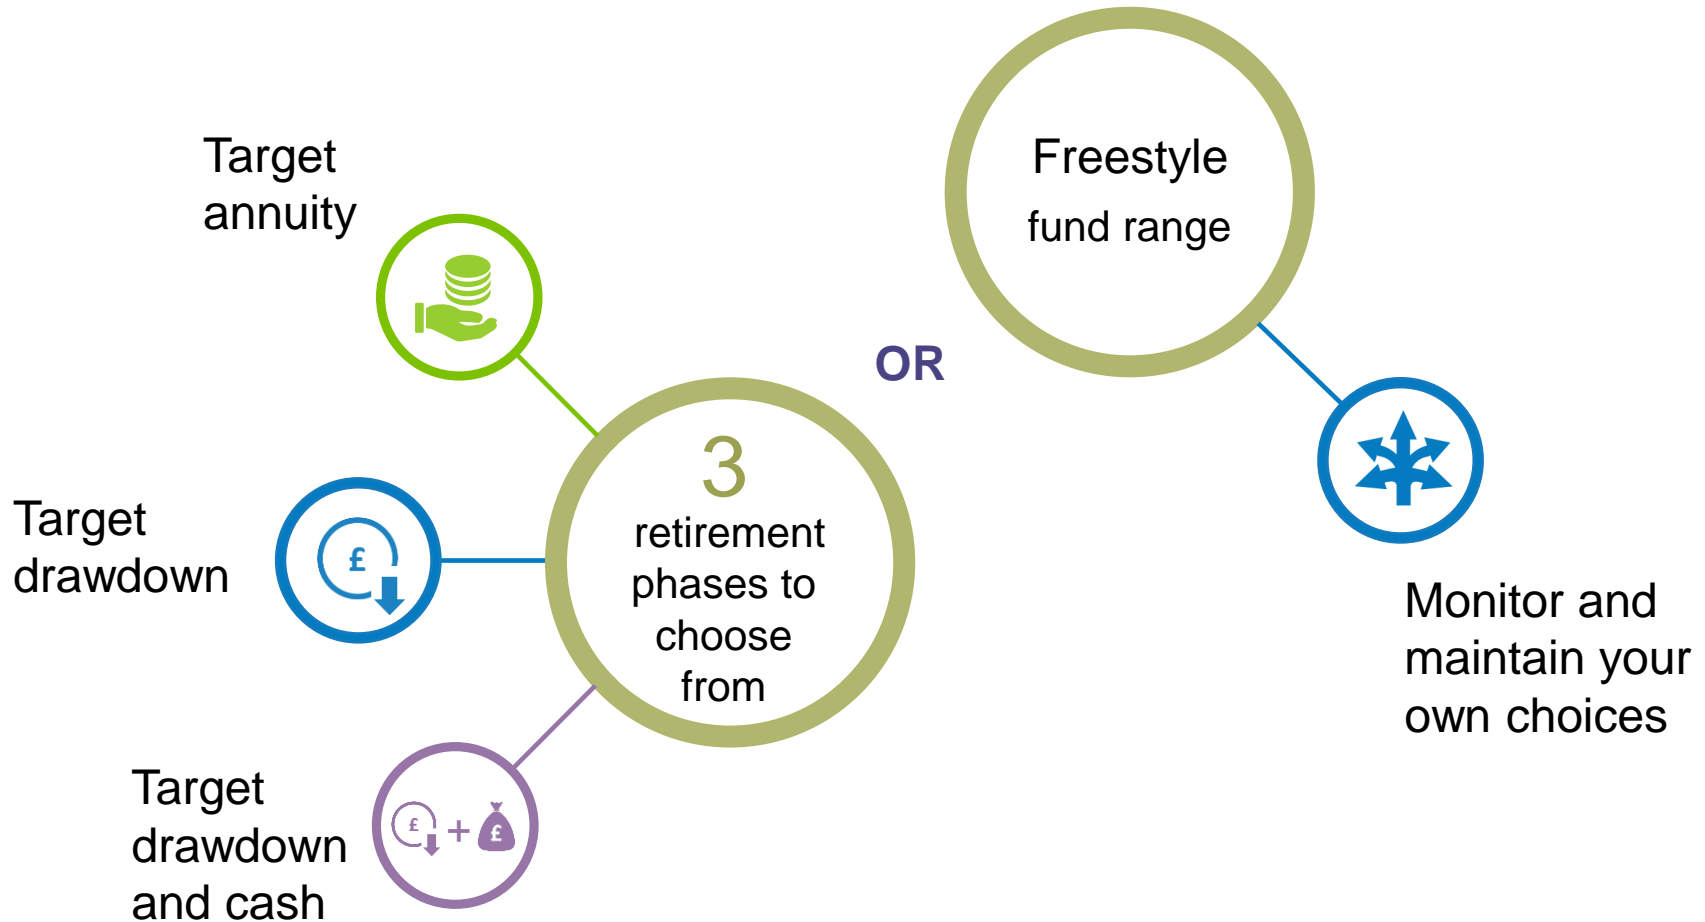 Target
annuity
Target
drawdown
Target
drawdown
and cash
£
£
+
£
3
retirement
phases to
choose
from
OR
Freestyle
fund range
Monitor and
maintain your
own choices